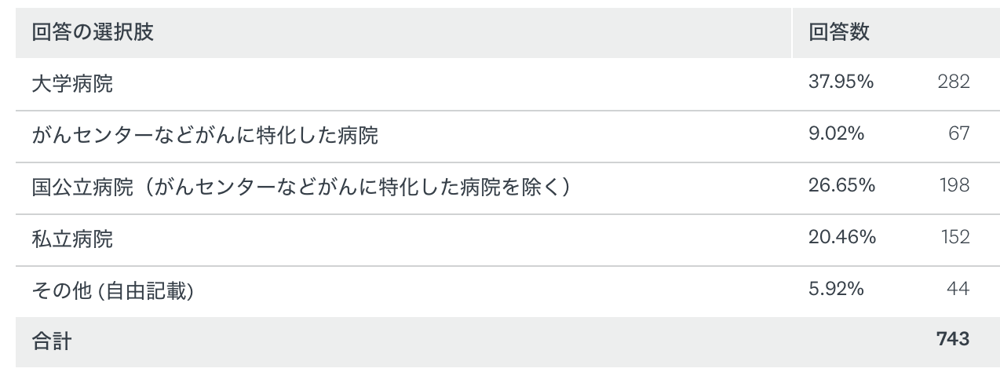 回答の選択肢 回答数
大学病院 37.95% 282
がんセンターなどがんに特化した病院 9.02% 67
国公立病院（がんセンターなどがんに特化した病院を除く） 26.65% 198
私立病院 20.46% 152
その他 (自由記載) 5.92% 44
合計 743